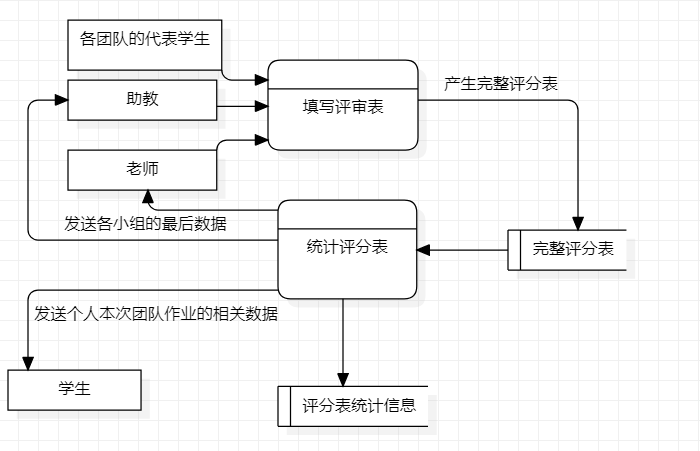 各团队的代表学生
产生完整评分表
助教
填写评审表
老师
发送各小组的最后数据
统计评分表
完整评分表
发送个人本次团队作业的相关数据
学生
评分表统计信息